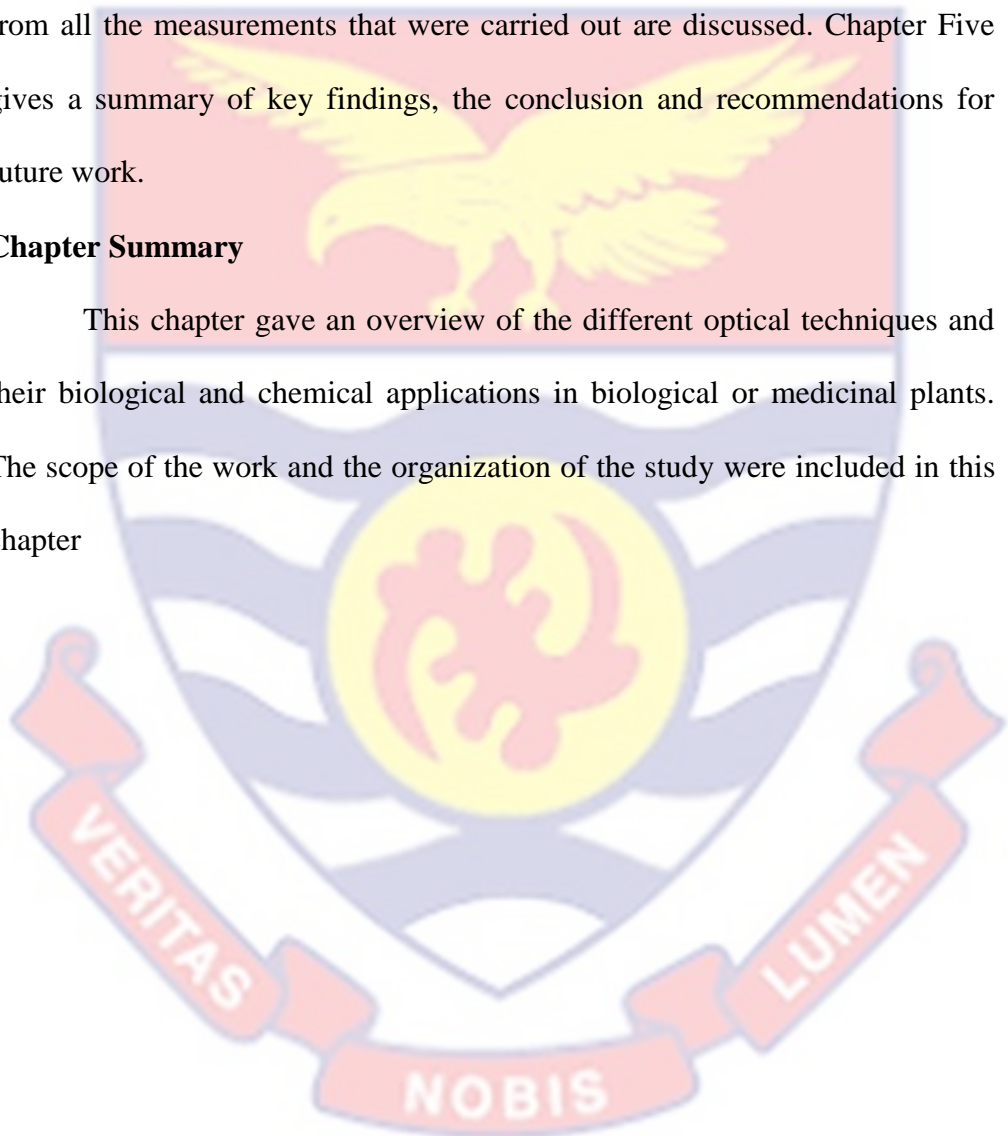 rom all the measurements that were carried out are discussed. Chapter Five
gives a summary of key findings, the conclusion and recommendations for
uture work.
Chapter Summary
This chapter gave an overview of the different optical techniques and
heir biological and chemical applications in biological or medicinal plants.
The scope of the work and the organization of the study were included in this
hapter
VERITAS
NOBIS
LUMEN